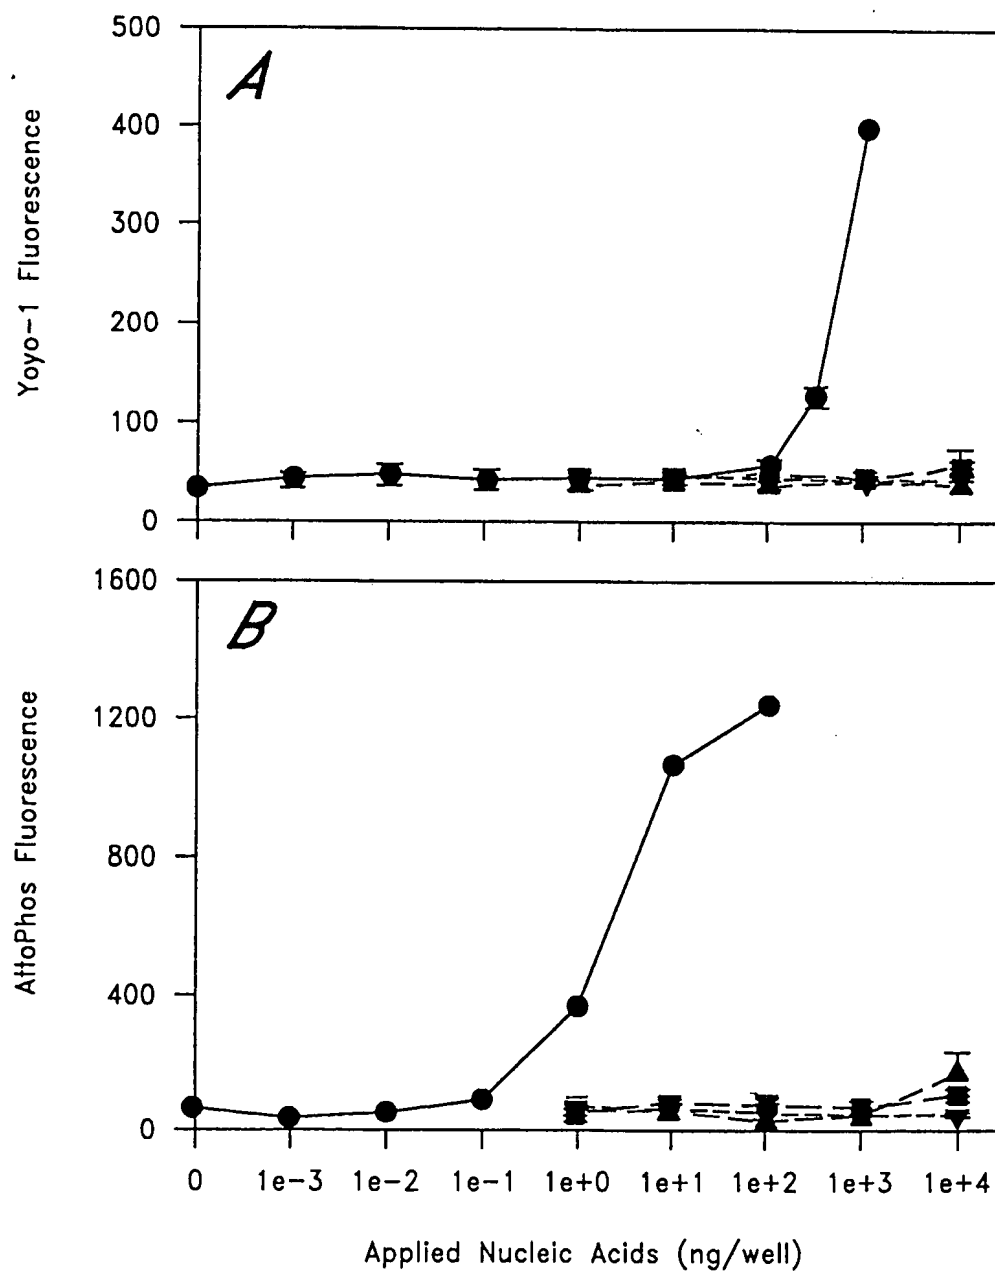 A
500
400
300
200
100
0
Yoyo-1 Fluorescence
B
1600
1200
800
400
0
AttoPhos Fluorescence
0 1e-3 1e-2 1e-1 1e+0 1e+1 1e+2 1e+3 1e+4
Applied Nucleic Acids (ng/well)